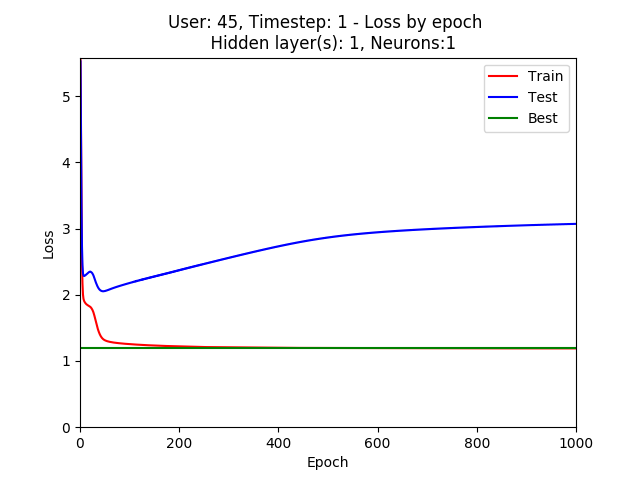 User: 45, Timestep: 1 - Loss by epoch
Hidden layer(s): 1, Neurons:1
Train
Test
Best
5
4
3
2
1
0
Loss
0 200 400 600 800 1000
Epoch